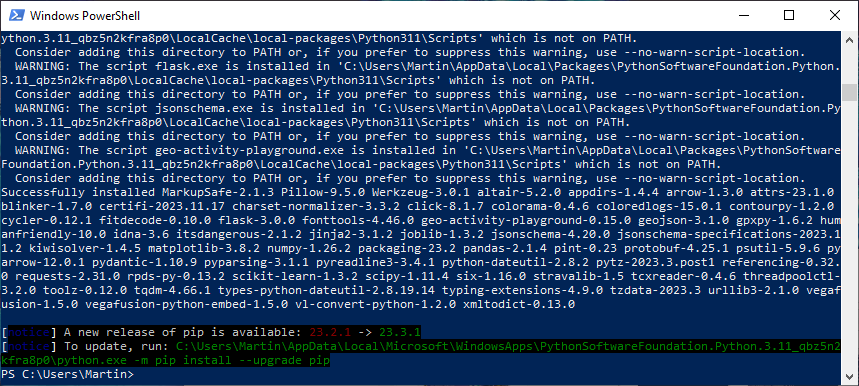 Windows PowerShell
ython.3.11_qbz5n2kfra8p0\LocalCache\local-packages\Python311\Scripts' which is not on PATH.
  Consider adding this directory to PATH or, if you prefer to suppress this warning, use --no-warn-script-location.
  WARNING: The script flask.exe is installed in 'C:\Users\Martin\AppData\Local\Packages\PythonSoftwareFoundation.Python.
3.11_qbz5n2kfra8p0\LocalCache\local-packages\Python311\Scripts' which is not on PATH.
  Consider adding this directory to PATH or, if you prefer to suppress this warning, use --no-warn-script-location.
  WARNING: The script jsonschema.exe is installed in 'C:\Users\Martin\AppData\Local\Packages\PythonSoftwareFoundation.Py
thon.3.11_qbz5n2kfra8p0\LocalCache\local-packages\Python311\Scripts' which is not on PATH.
  Consider adding this directory to PATH or, if you prefer to suppress this warning, use --no-warn-script-location.
  WARNING: The script geo-activity-playground.exe is installed in 'C:\Users\Martin\AppData\Local\Packages\PythonSoftware
Foundation.Python.3.11_qbz5n2kfra8p0\LocalCache\local-packages\Python311\Scripts' which is not on PATH.
  Consider adding this directory to PATH or, if you prefer to suppress this warning, use --no-warn-script-location.
Successfully installed MarkupSafe-2.1.3 Pillow-9.5.0 Werkzeug-3.0.1 altair-5.2.0 appdirs-1.4.4 arrow-1.3.0 attrs-23.1.0
blinker-1.7.0 certifi-2023.11.17 charset-normalizer-3.3.2 click-8.1.7 colorama-0.4.6 coloredlogs-15.0.1 contourpy-1.2.0
cycler-0.12.1 fitdecode-0.10.0 flask-3.0.0 fonttools-4.46.0 geo-activity-playground-0.15.0 geojson-3.1.0 gpxpy-1.6.2 hum
anfriendly-10.0 idna-3.6 itsdangerous-2.1.2 jinja2-3.1.2 joblib-1.3.2 jsonschema-4.20.0 jsonschema-specifications-2023.1
1.2 kiwisolver-1.4.5 matplotlib-3.8.2 numpy-1.26.2 packaging-23.2 pandas-2.1.4 pint-0.23 protobuf-4.25.1 psutil-5.9.6 py
arrow-12.0.1 pydantic-1.10.9 pyparsing-3.1.1 pyreadline3-3.4.1 python-dateutil-2.8.2 pytz-2023.3.post1 referencing-0.32.
0 requests-2.31.0 rpds-py-0.13.2 scikit-learn-1.3.2 scipy-1.11.4 six-1.16.0 stravalib-1.5 tcxreader-0.4.6 threadpoolctl-
3.2.0 toolz-0.12.0 tqdm-4.66.1 types-python-dateutil-2.8.19.14 typing-extensions-4.9.0 tzdata-2023.3 urllib3-2.1.0 vegaf
usion-1.5.0 vegafusion-python-embed-1.5.0 vl-convert-python-1.2.0 xmltodict-0.13.0
[notice] A new release of pip is available: 23.2.1 -> 23.3.1
[notice] To update, run: C:\Users\Martin\AppData\Local\Microsoft\WindowsApps\PythonSoftwareFoundation.Python.3.11_qbz5n2
kfra8p0\python.exe -m pip install --upgrade pip
PS C:\Users\Martin>